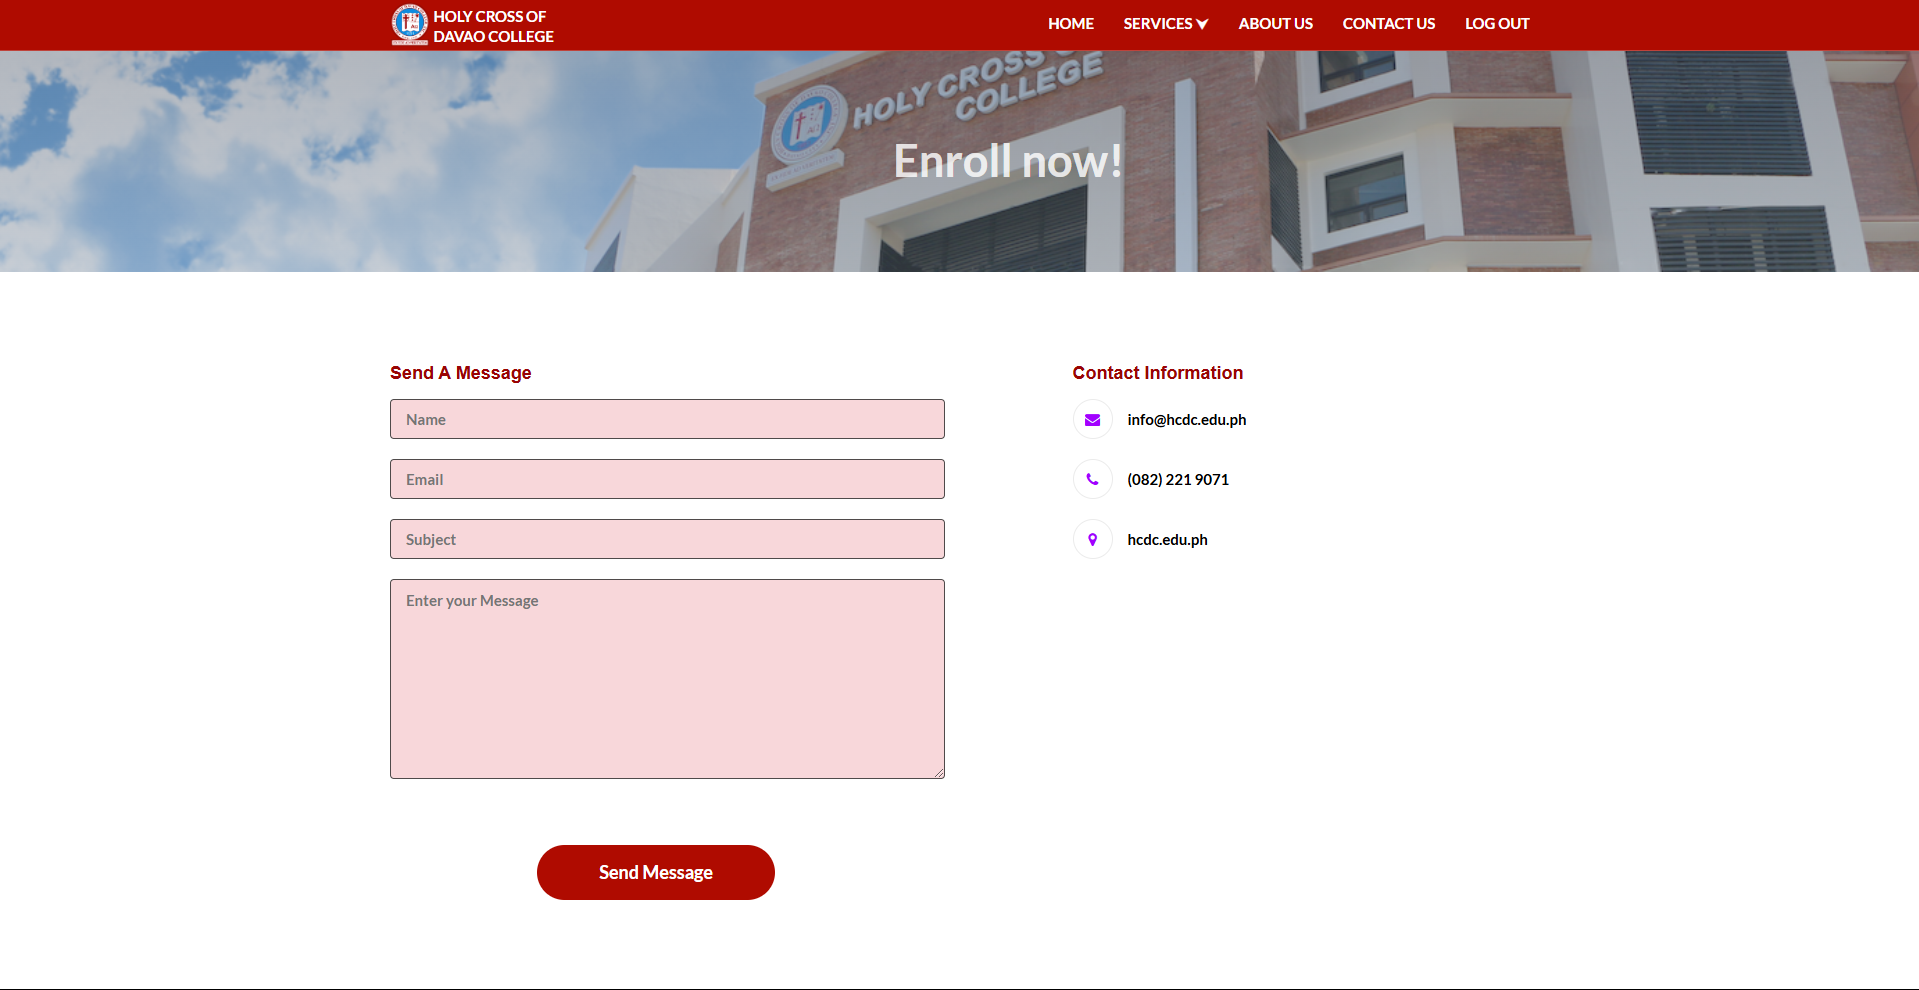 HOLY CROSS OF
DAVAO COLLEGE
HOME
SERVICES
ABOUT US
CONTACT US
LOG OUT
HOLY CROSS O
COLLEGE
Enroll now!
Send A Message
Contact Information
Name
info@hcdc.edu.ph
Email
(082) 221 9071
Subject
hcdc.edu.ph
Enter your Message
Send Message